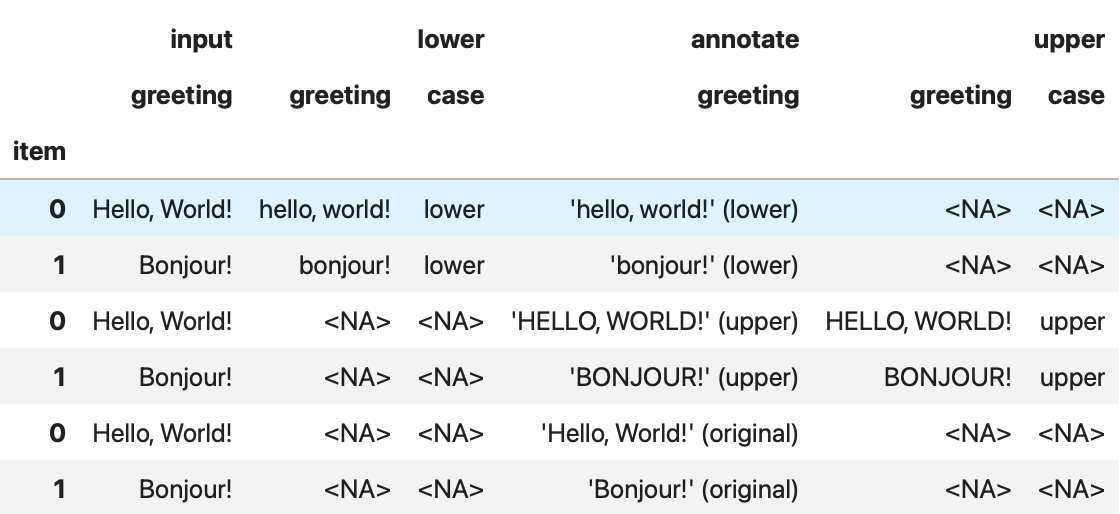 input lower annotate upper
greeting greeting case greeting greeting case
item
0 Hello, World! hello, world! lower 'hello, world!' (lower) <NA> <NA>
1 Bonjour! bonjour! lower 'bonjour!' (lower) <NA> <NA>
0 Hello, World! <NA> <NA> 'HELLO, WORLD!' (upper) HELLO, WORLD! upper
1 Bonjour! <NA> <NA> 'BONJOUR!' (upper) BONJOUR! upper
0 Hello, World! <NA> <NA> 'Hello, World!' (original) <NA> <NA>
1 Bonjour! <NA> <NA> 'Bonjour!' (original) <NA> <NA>